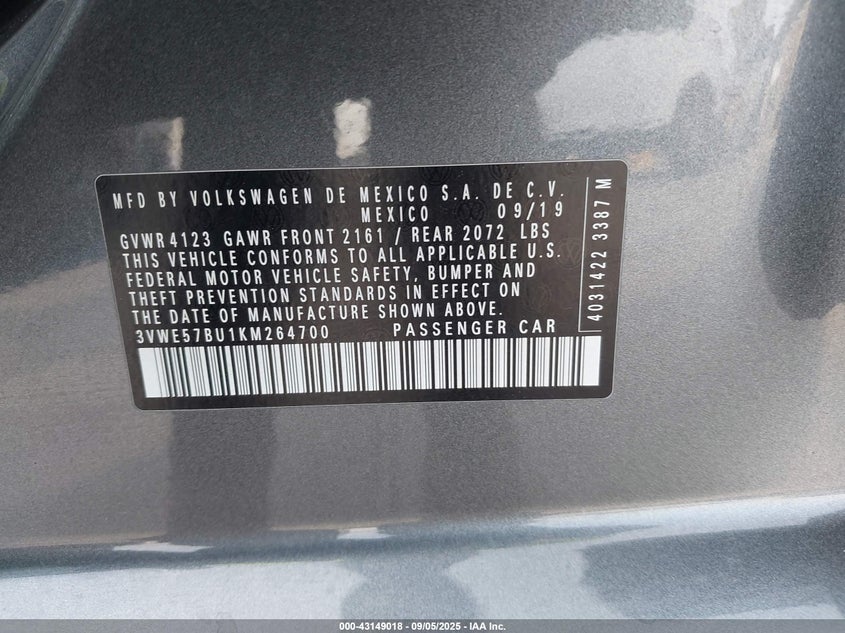 MFD BY VOLKSWAGEN DE MEXICO S.A. DE C.V.
MEXICO 09/19
GVWR 4123 GAWR FRONT 2161 / REAR 2072 LBS
THIS VEHICLE CONFORMS TO ALL APPLICABLE U.S.
FEDERAL MOTOR VEHICLE SAFETY, BUMPER AND
THEFT PREVENTION STANDARDS IN EFFECT ON
THE DATE OF MANUFACTURE SHOWN ABOVE.
3VWE57BU1KM264700 PASSENGER CAR
4031422 3387 M
000-43149018 - 09/05/2025 - IAA Inc.